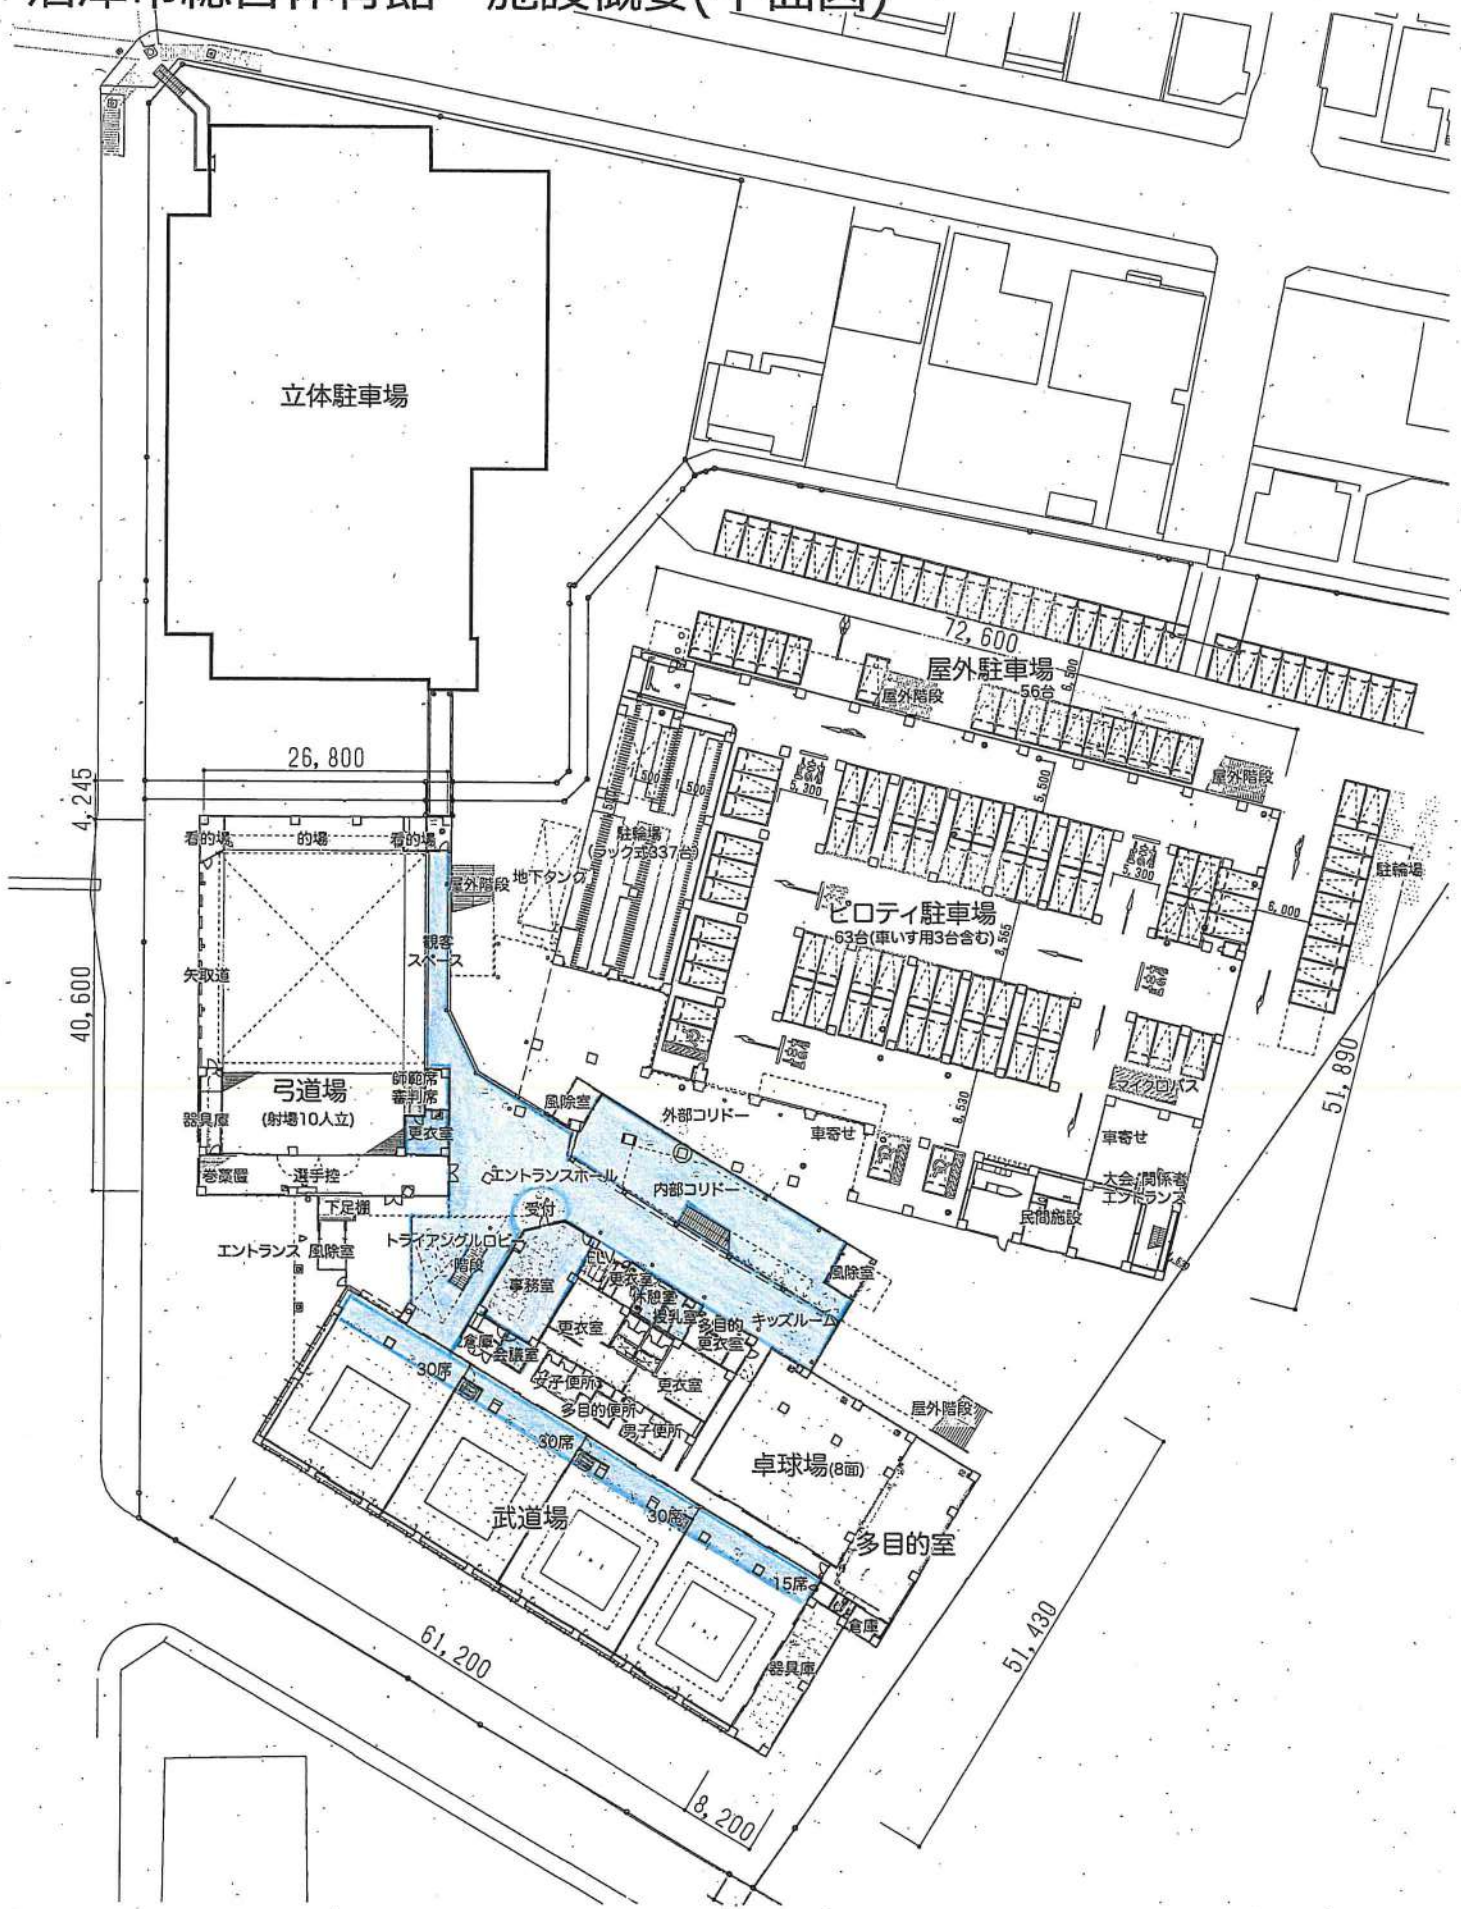 沼津市総合体育館 施設概要(平面図)
立体駐車場
72,600
屋外駐車場
56台
6,500
屋外階段
屋外階段
26,800
4,245
5,500
5,300
1,500
1,500
看的場
的場
看的場
駐輪場
(ラック式337台)
5,300
駐輪場
屋外階段
地下タンク
ピロティ駐車場
63台(車いす用3台含む)
6,000
観客
スペース
矢取道
40,600
51,890
師範席
審判席
マイクロバス
弓道場
(射場10人立)
器具庫
更衣室
風除室
外部コリドー
車寄せ
8,530
車寄せ
巻藁置
選手控
エントランスホール
内部コリドー
大会・関係者
エントランス
下足棚
受付
民間施設
エントランス
風除室
トライアングルロビー
階段
事務室
ELV
更衣室
休憩室
授乳室
風除室
多目的
更衣室
キッズルーム
更衣室
倉庫
会議室
30席
女子便所
更衣室
多目的便所
屋外階段
30席
男子便所
卓球場(8面)
武道場
30席
多目的室
15席
倉庫
器具庫
61,200
51,430
8,200